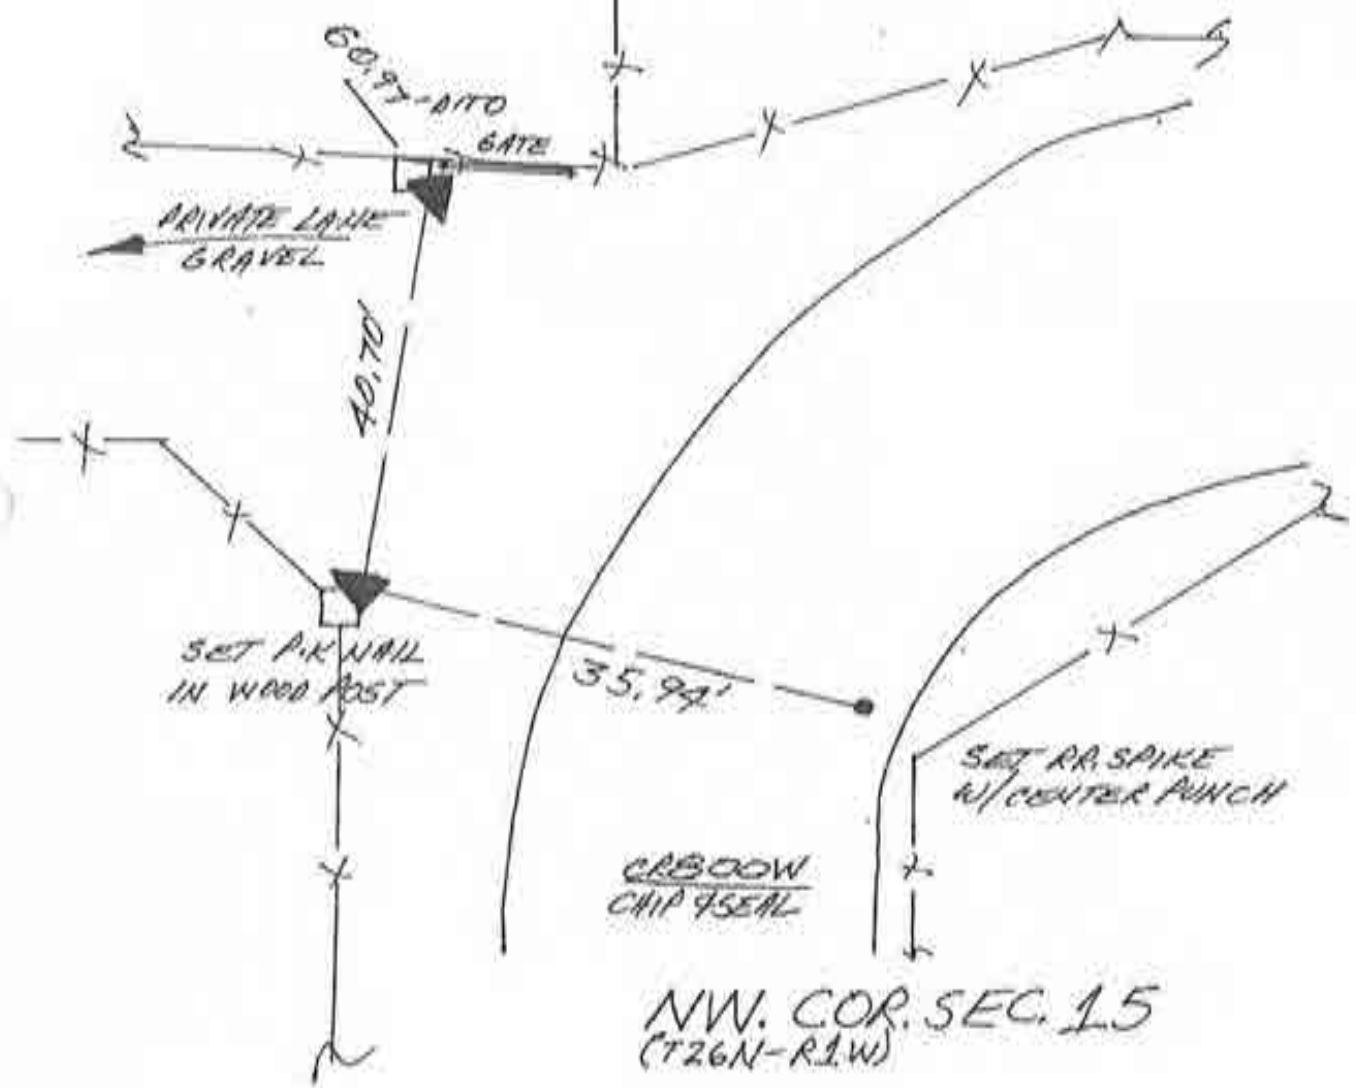 60.97-DITO
GATE
PRIVATE LANE
GRAVEL
40.70'
SET P.K NAIL
IN WOOD POST
35.94'
SET RR. SPIKE
W/ CENTER PUNCH
CR800W
CHIP & SEAL
NW. COR. SEC. 15
(T26N-R1W)